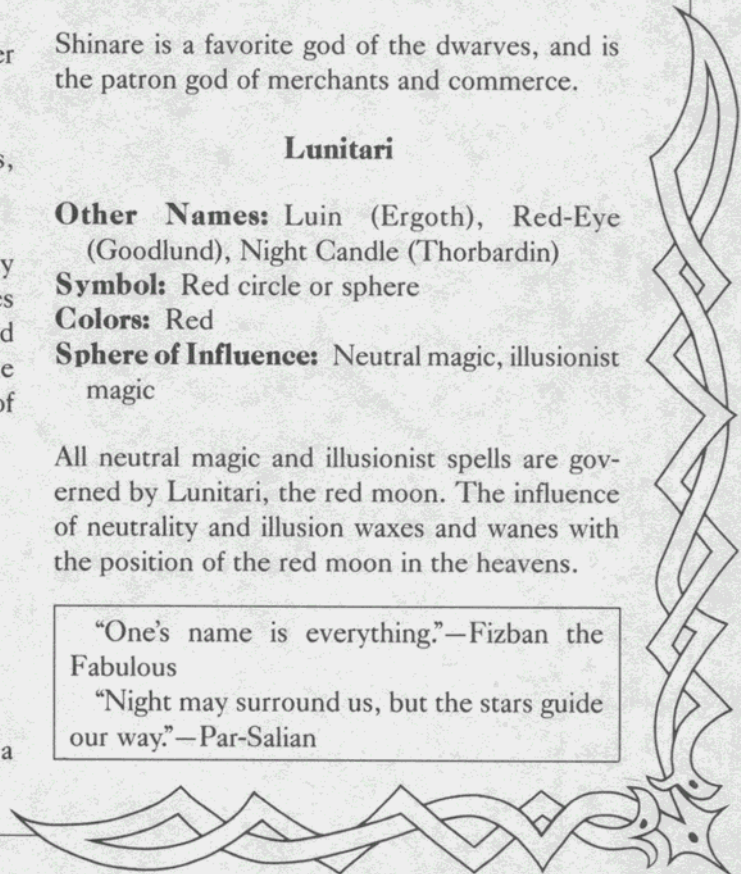 er
s,
y
es
d
e
of
a
Shinare is a favorite god of the dwarves, and is
the patron god of merchants and commerce.
Lunitari
Other Names: Luin (Ergoth), Red-Eye
(Goodlund), Night Candle (Thorbardin)
Symbol: Red circle or sphere
Colors: Red
Sphere of Influence: Neutral magic, illusionist
magic
All neutral magic and illusionist spells are gov-
erned by Lunitari, the red moon. The influence
of neutrality and illusion waxes and wanes with
the position of the red moon in the heavens.
“One’s name is everything.”—Fizban the
Fabulous
“Night may surround us, but the stars guide
our way.”—Par-Salian